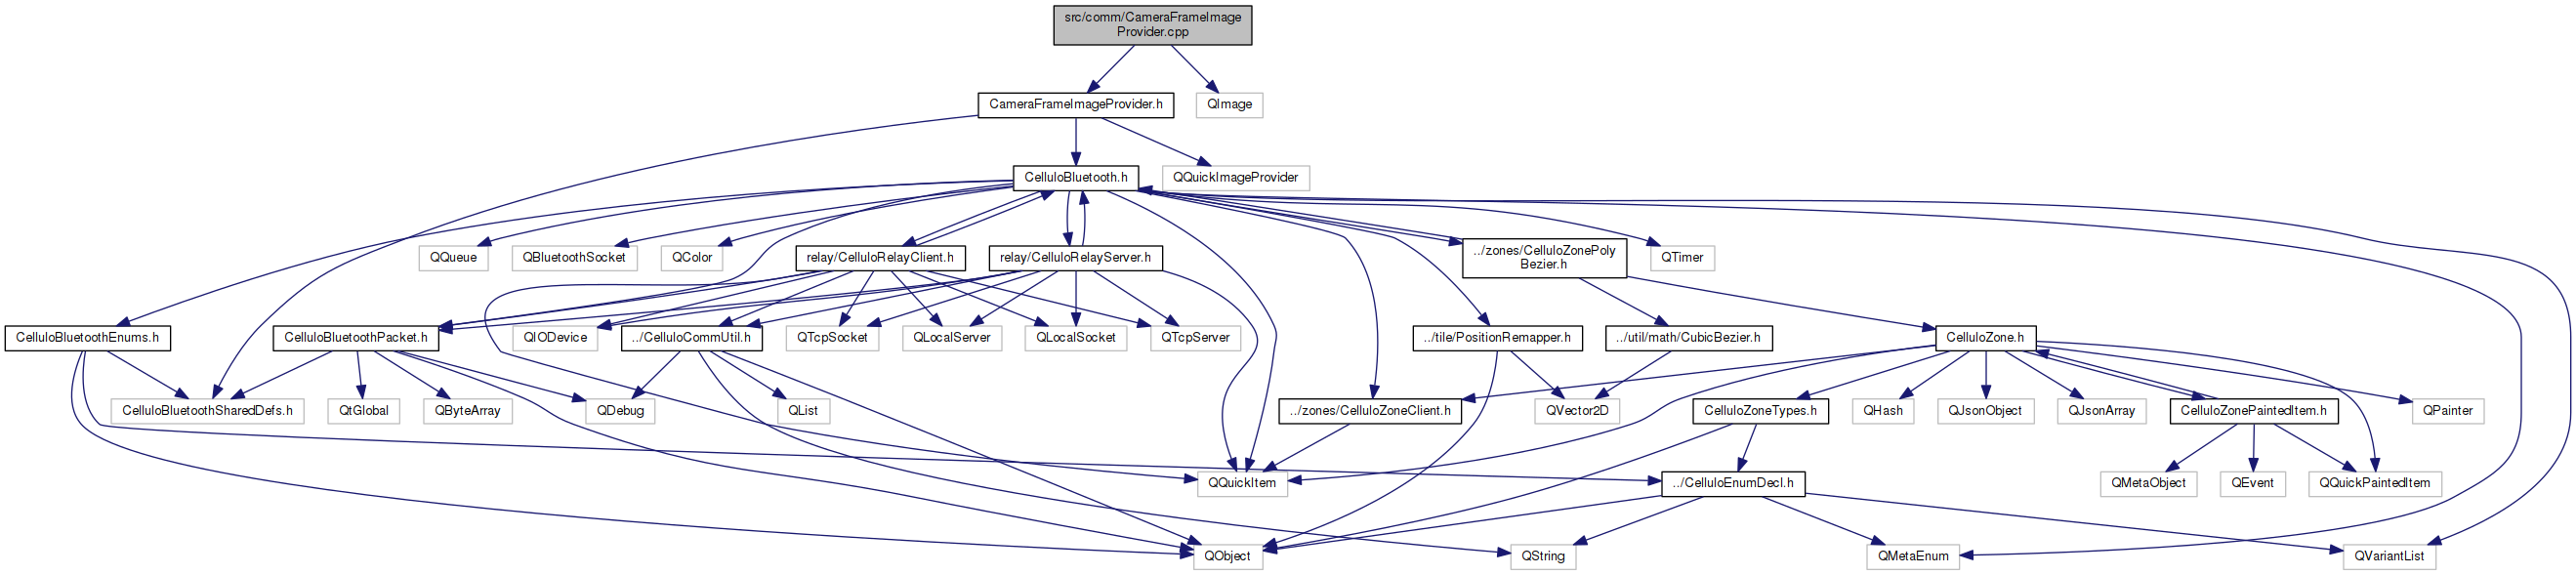 src/comm/CameraFrameImage
Provider.cpp
CameraFrameImageProvider.h
QImage
CelluloBluetooth.h
QQuickImageProvider
QQueue
QBluetoothSocket
QColor
relay/CelluloRelayClient.h
relay/CelluloRelayServer.h
../zones/CelluloZonePoly
Bezier.h
QTimer
CelluloBluetoothEnums.h
CelluloBluetoothPacket.h
QIODevice
../CelluloCommUtil.h
QTcpSocket
QLocalServer
QLocalSocket
QTcpServer
../tile/PositionRemapper.h
../util/math/CubicBezier.h
CelluloZone.h
CelluloBluetoothSharedDefs.h
QtGlobal
QByteArray
QDebug
QList
../zones/CelluloZoneClient.h
QVector2D
CelluloZoneTypes.h
QHash
QJsonObject
QJsonArray
CelluloZonePaintedItem.h
QPainter
QQuickItem
../CelluloEnumDecl.h
QMetaObject
QEvent
QQuickPaintedItem
QObject
QString
QMetaEnum
QVariantList